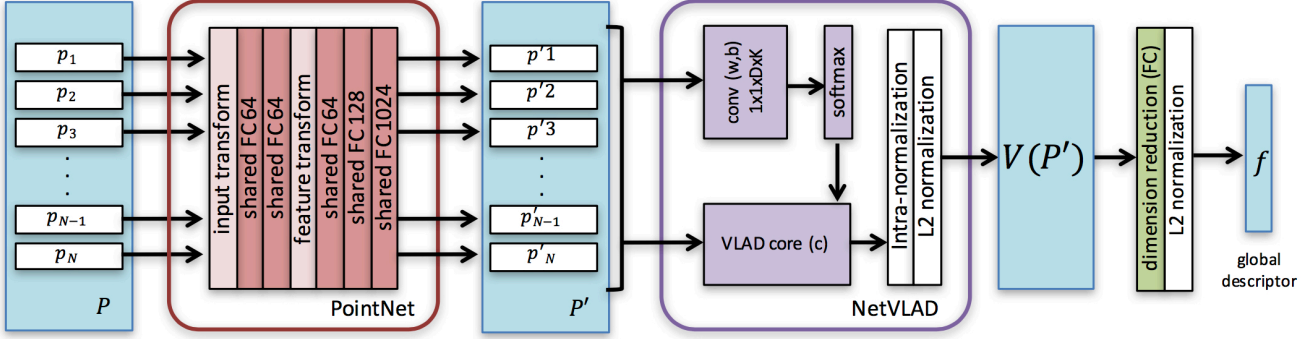 p1
p2
p3
.
.
.
pN−1
pN
P
input transform
shared FC64
shared FC64
feature transform
shared FC64
shared FC128
shared FC1024
PointNet
p′1
p′2
p′3
.
.
.
p′N−1
p′N
P′
conv (w,b)
1x1xDxK
softmax
VLAD core (c)
Intra-normalization
L2 normalization
NetVLAD
V(P′)
dimension reduction (FC)
L2 normalization
f
global
descriptor